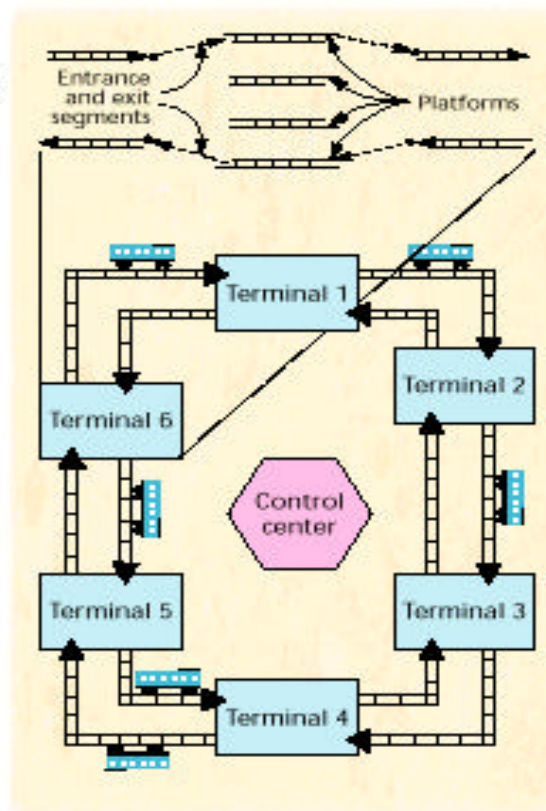 Entrance
and exit
segments
Platforms
Terminal 1
Terminal 2
Terminal 6
Control
center
Terminal 5
Terminal 3
Terminal 4